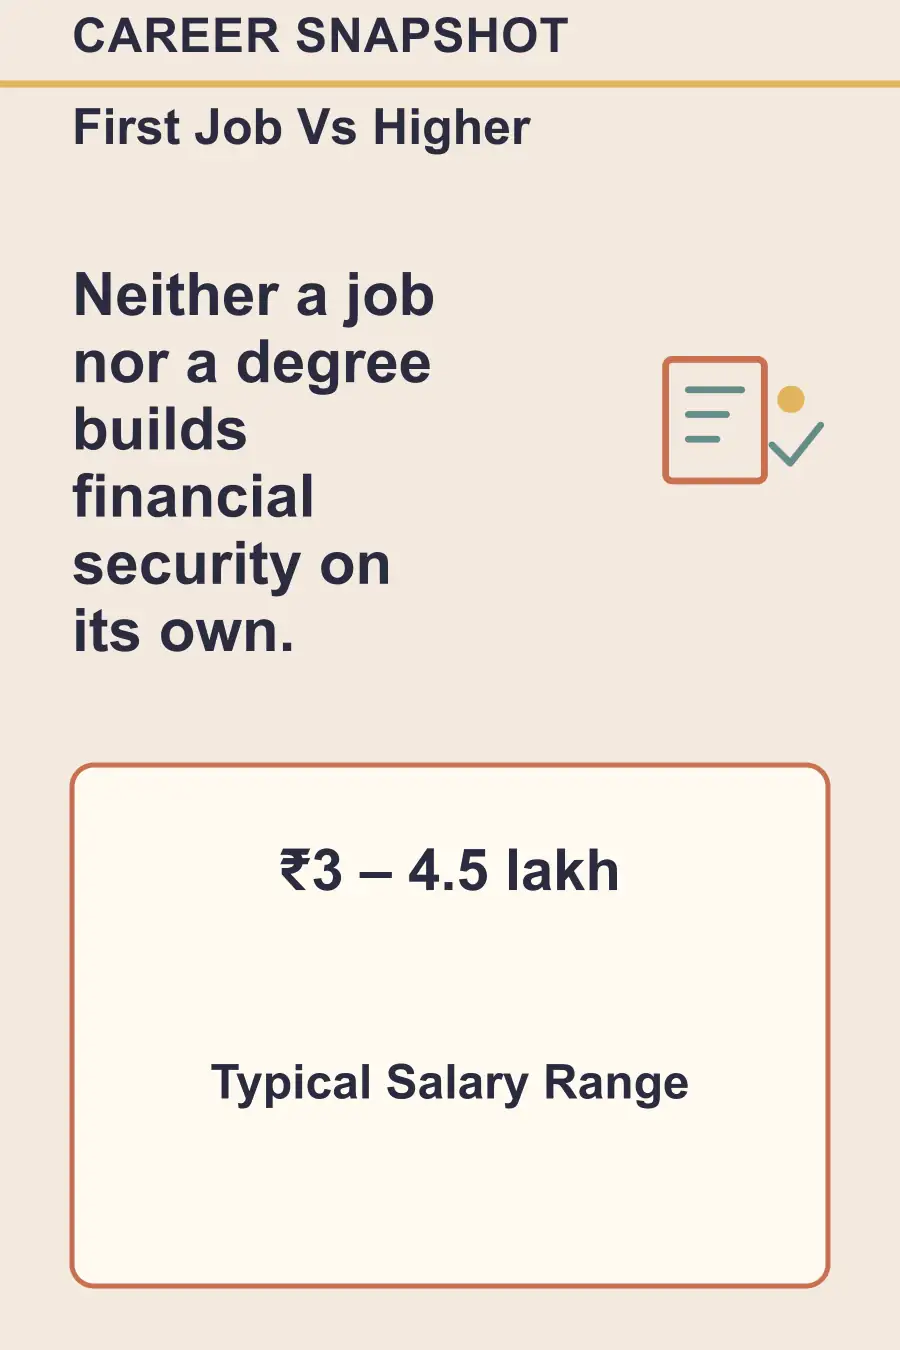 CAREER SNAPSHOT
First Job Vs Higher
Neither a job
nor a degree
builds
financial
security on
its own.
₹3 – 4.5 lakh
Typical Salary Range